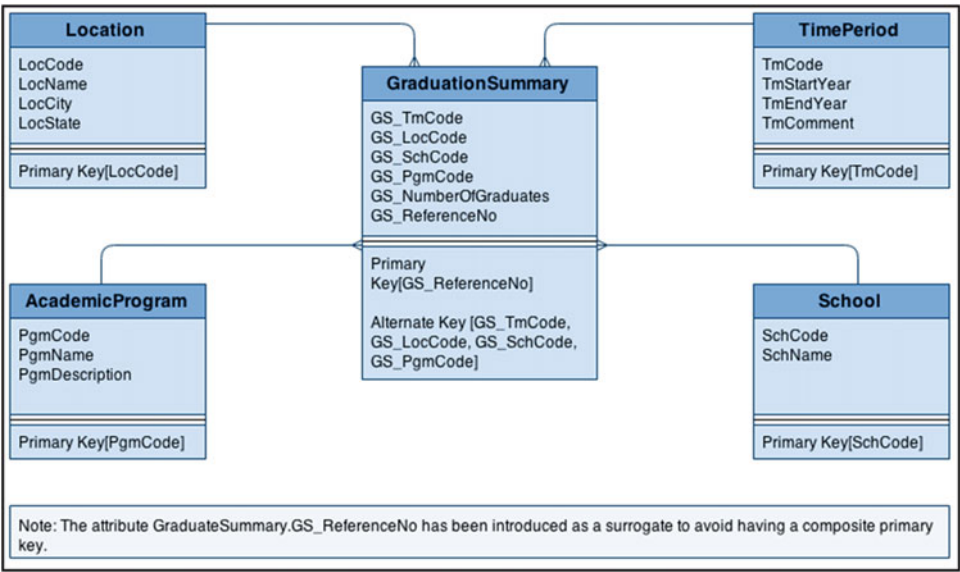 Location
LocCode
LocName
LocCity
LocState
Primary Key[LocCode]
GraduationSummary
GS_TmCode
GS_LocCode
GS_SchCode
GS_PgmCode
GS_NumberOfGraduates
GS_ReferenceNo
Primary
Key[GS_ReferenceNo]
Alternate Key [GS_TmCode,
GS_LocCode, GS_SchCode,
GS_PgmCode]
TimePeriod
TmCode
TmStartYear
TmEndYear
TmComment
Primary Key[TmCode]
AcademicProgram
PgmCode
PgmName
PgmDescription
Primary Key[PgmCode]
School
SchCode
SchName
Primary Key[SchCode]
Note: The attribute GraduateSummary.GS_ReferenceNo has been introduced as a surrogate to avoid having a composite primary
key.